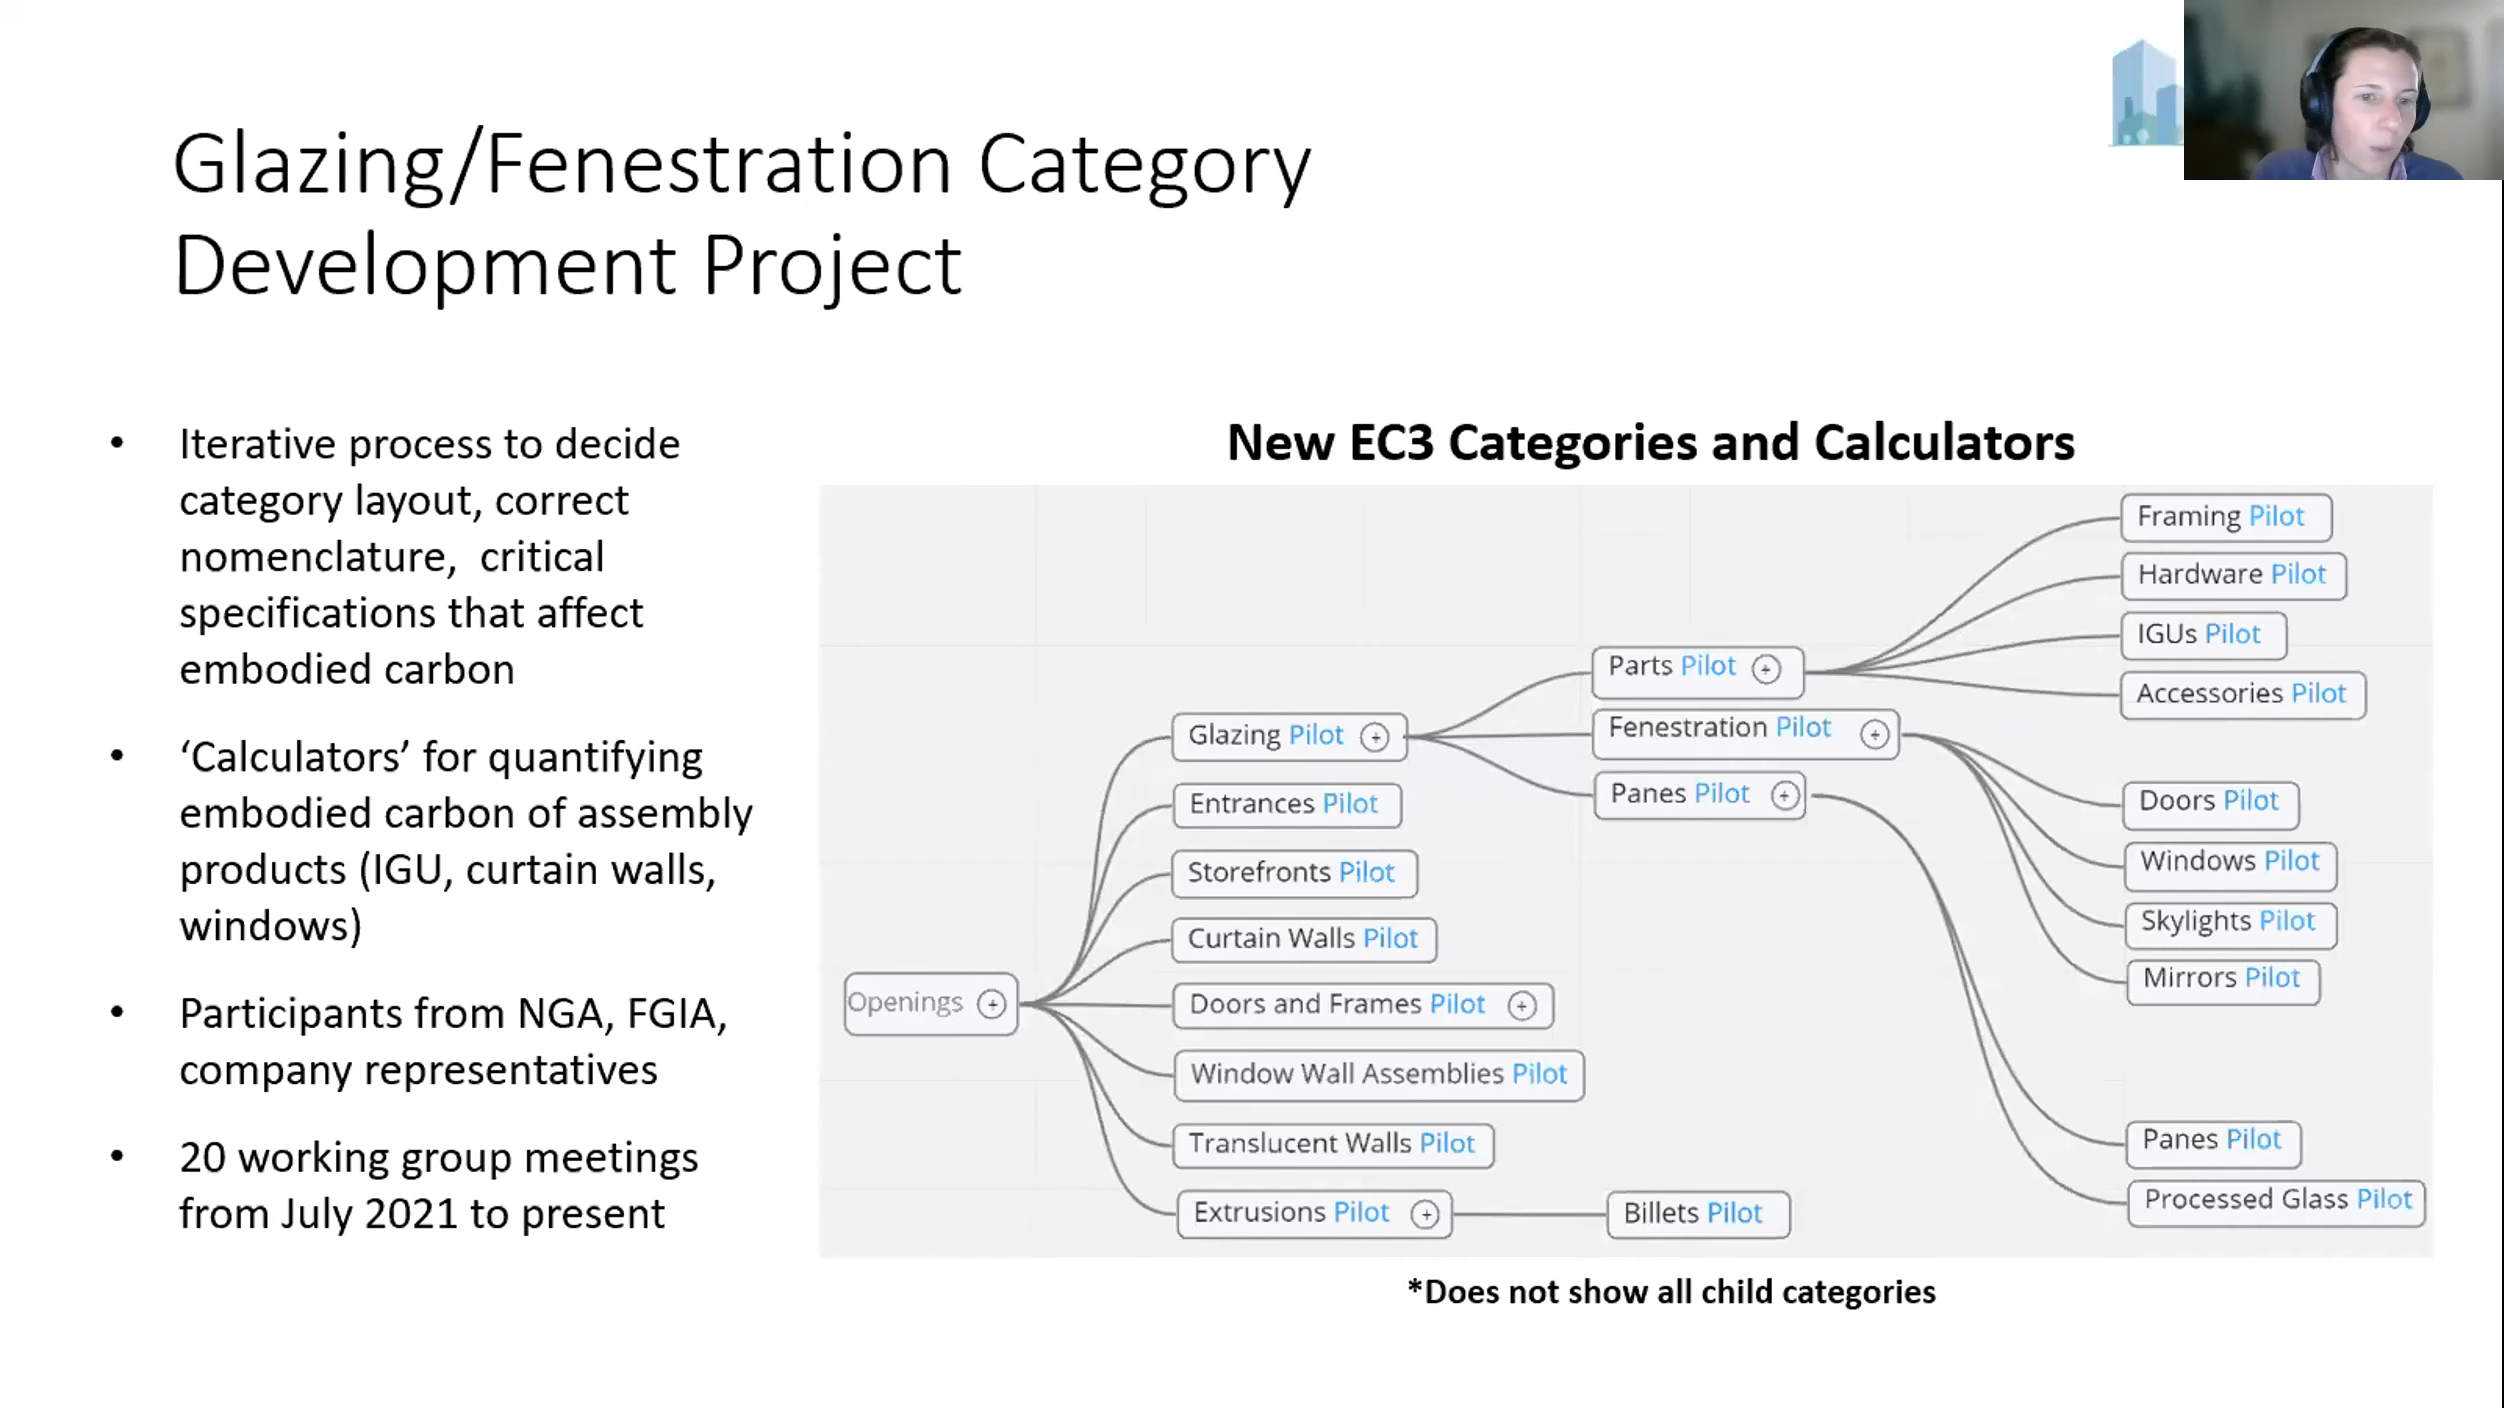 Glazing/Fenestration Category
Development Project
• Iterative process to decide
category layout, correct
nomenclature, critical
specifications that affect
embodied carbon
• ‘Calculators’ for quantifying
embodied carbon of assembly
products (IGU, curtain walls,
windows)
• Participants from NGA, FGIA,
company representatives
• 20 working group meetings
from July 2021 to present
New EC3 Categories and Calculators
Openings
Glazing Pilot
Entrances Pilot
Storefronts Pilot
Curtain Walls Pilot
Doors and Frames Pilot
Window Wall Assemblies Pilot
Translucent Walls Pilot
Extrusions Pilot
Parts Pilot
Fenestration Pilot
Panes Pilot
Billets Pilot
Framing Pilot
Hardware Pilot
IGUs Pilot
Accessories Pilot
Doors Pilot
Windows Pilot
Skylights Pilot
Mirrors Pilot
Panes Pilot
Processed Glass Pilot
*Does not show all child categories